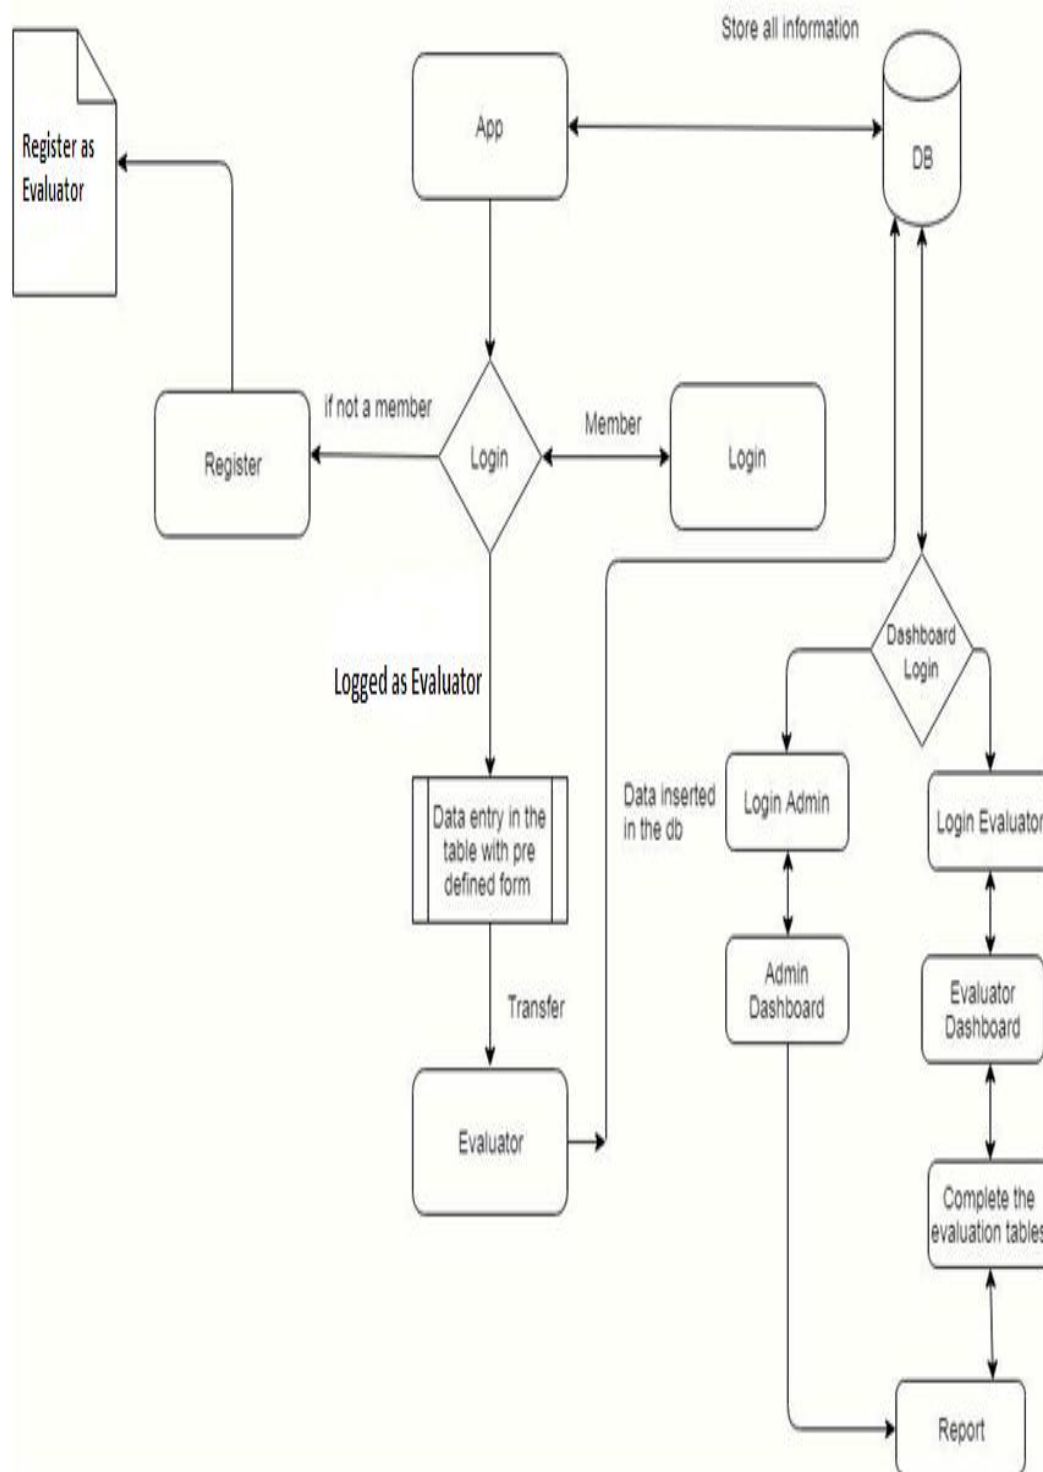 Store all information
App
DB
Register as
Evaluator
if not a member
Member
Register
Login
Login
Dashboard
Login
Logged as Evaluator
Data entry in the
table with pre
defined form
Data inserted
in the db
Login Admin
Login Evaluator
Admin
Dashboard
Evaluator
Dashboard
Transfer
Evaluator
Complete the
evaluation tables
Report